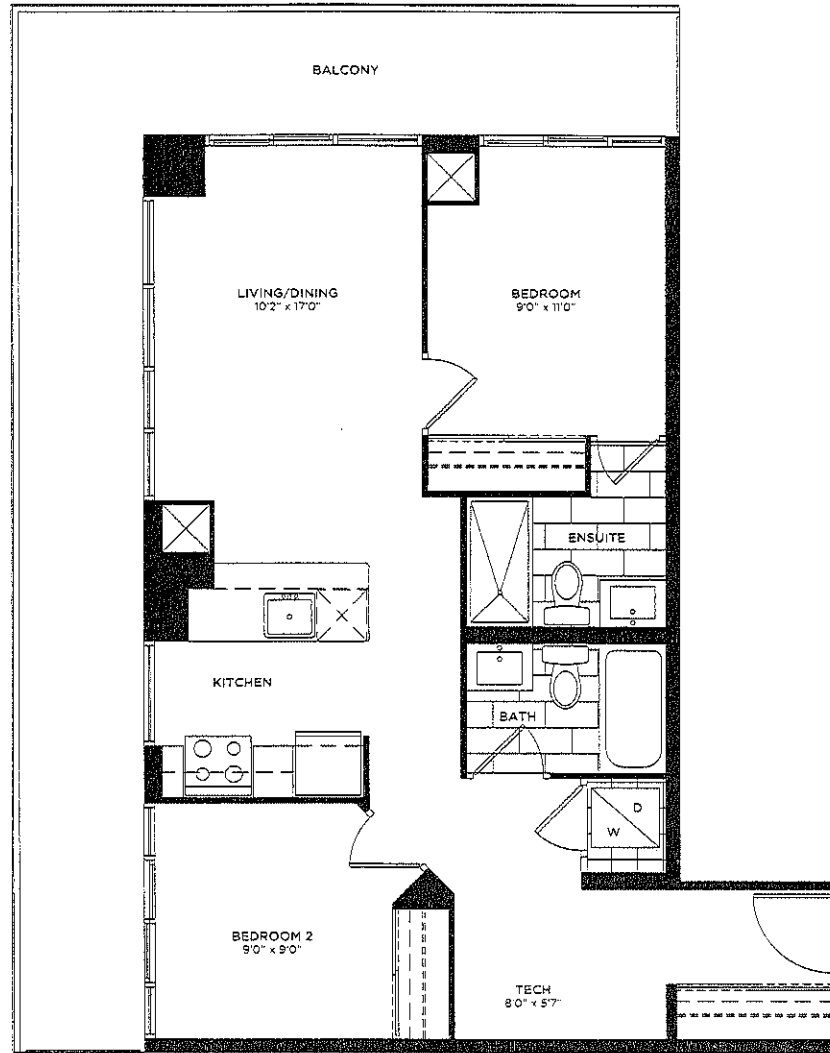 BALCONY
LIVING/DINING
10'2" x 17'0"
BEDROOM
9'0" x 11'0"
ENSUITE
KITCHEN
BATH
D
W
BEDROOM 2
9'0" x 9'0"
TECH
8'0" x 5'7"